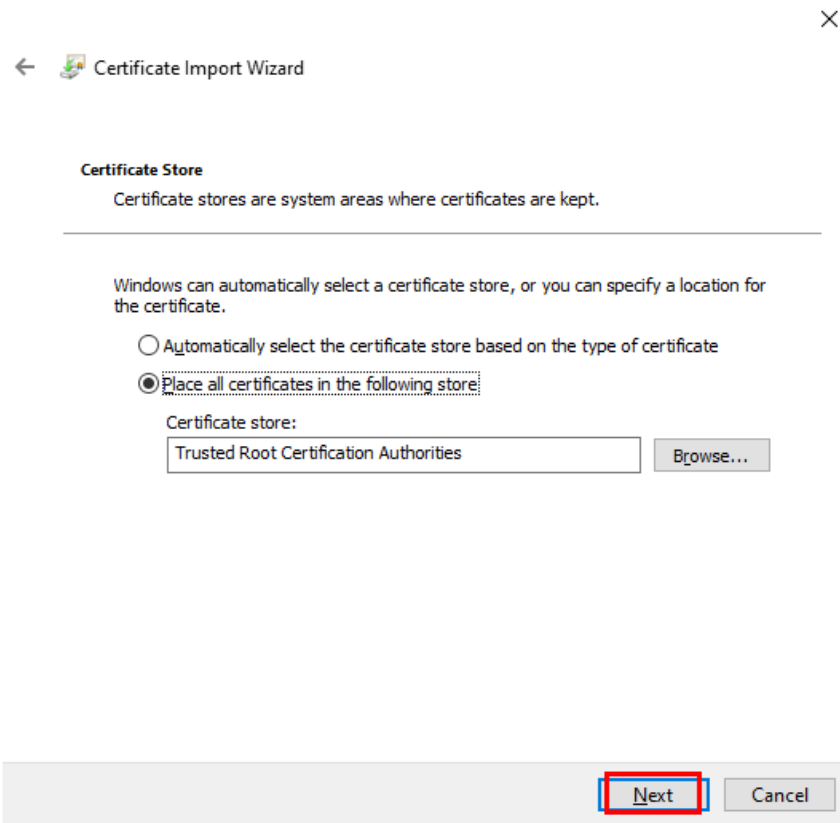 Certificate Import Wizard
Certificate Store
Certificate stores are system areas where certificates are kept.
Windows can automatically select a certificate store, or you can specify a location for
the certificate.
Automatically select the certificate store based on the type of certificate
Place all certificates in the following store
Certificate store:
Trusted Root Certification Authorities
Browse...
Next
Cancel